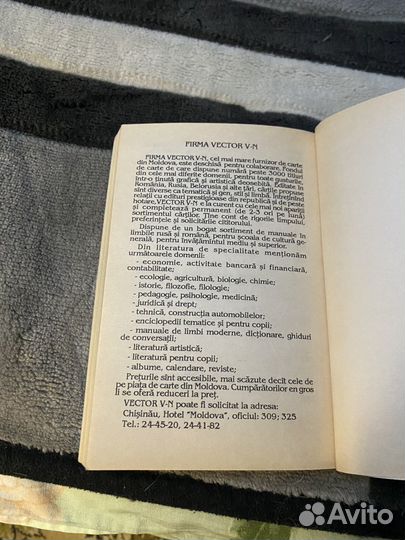 FIRMA VECTOR V-N
FIRMA VECTOR V-N, cel mai mare furnizor de carte
din Moldova, este deschisă pentru colaborare. Fondul
de carte de care dispune numără peste 3000 titluri
din cele mai diferite domenii, pentru toate gusturile,
într-o ținută grafică și artistică deosebită. Editate în
România, Rusia, Belorusia și alte țări, cărțile propuse
sînt diverse ca tematică și gen, stil și limbă. Întreținînd
relații cu edituri prestigioase din republică și de peste
hotare, VECTOR V-N e la curent cu cele mai noi apariții
și completează permanent (de 2-3 ori pe lună)
sortimentul cărților. Ține cont de rigorile timpului,
preferințele și solicitările cititorului.
Dispune de un bogat sortiment de manuale în
limbile rusă și română, pentru școala de cultură ge-
nerală, pentru învățămîntul mediu și superior.
Din literatura de specialitate menționăm
următoarele domenii:
- economie, activitate bancară și financiară,
contabilitate;
- ecologie, agricultură, biologie, chimie;
- istorie, filozofie, filologie;
- pedagogie, psihologie, medicină;
- juridică și drept;
- tehnică, construcția automobilelor;
- enciclopedii tematice și pentru copii;
- manuale de limbi moderne, dicționare, ghiduri
de conversații;
- literatură artistică;
- literatură pentru copii;
- albume, calendare, reviste;
Prețurile sînt accesibile, mai scăzute decît cele de
pe piața de carte din Moldova. Cumpărătorilor en gros
li se oferă reduceri la preț.
VECTOR V-N poate fi solicitat la adresa:
Chișinău, Hotel "Moldova", oficiul: 309; 325
Tel.: 24-45-20, 24-41-82
Avito